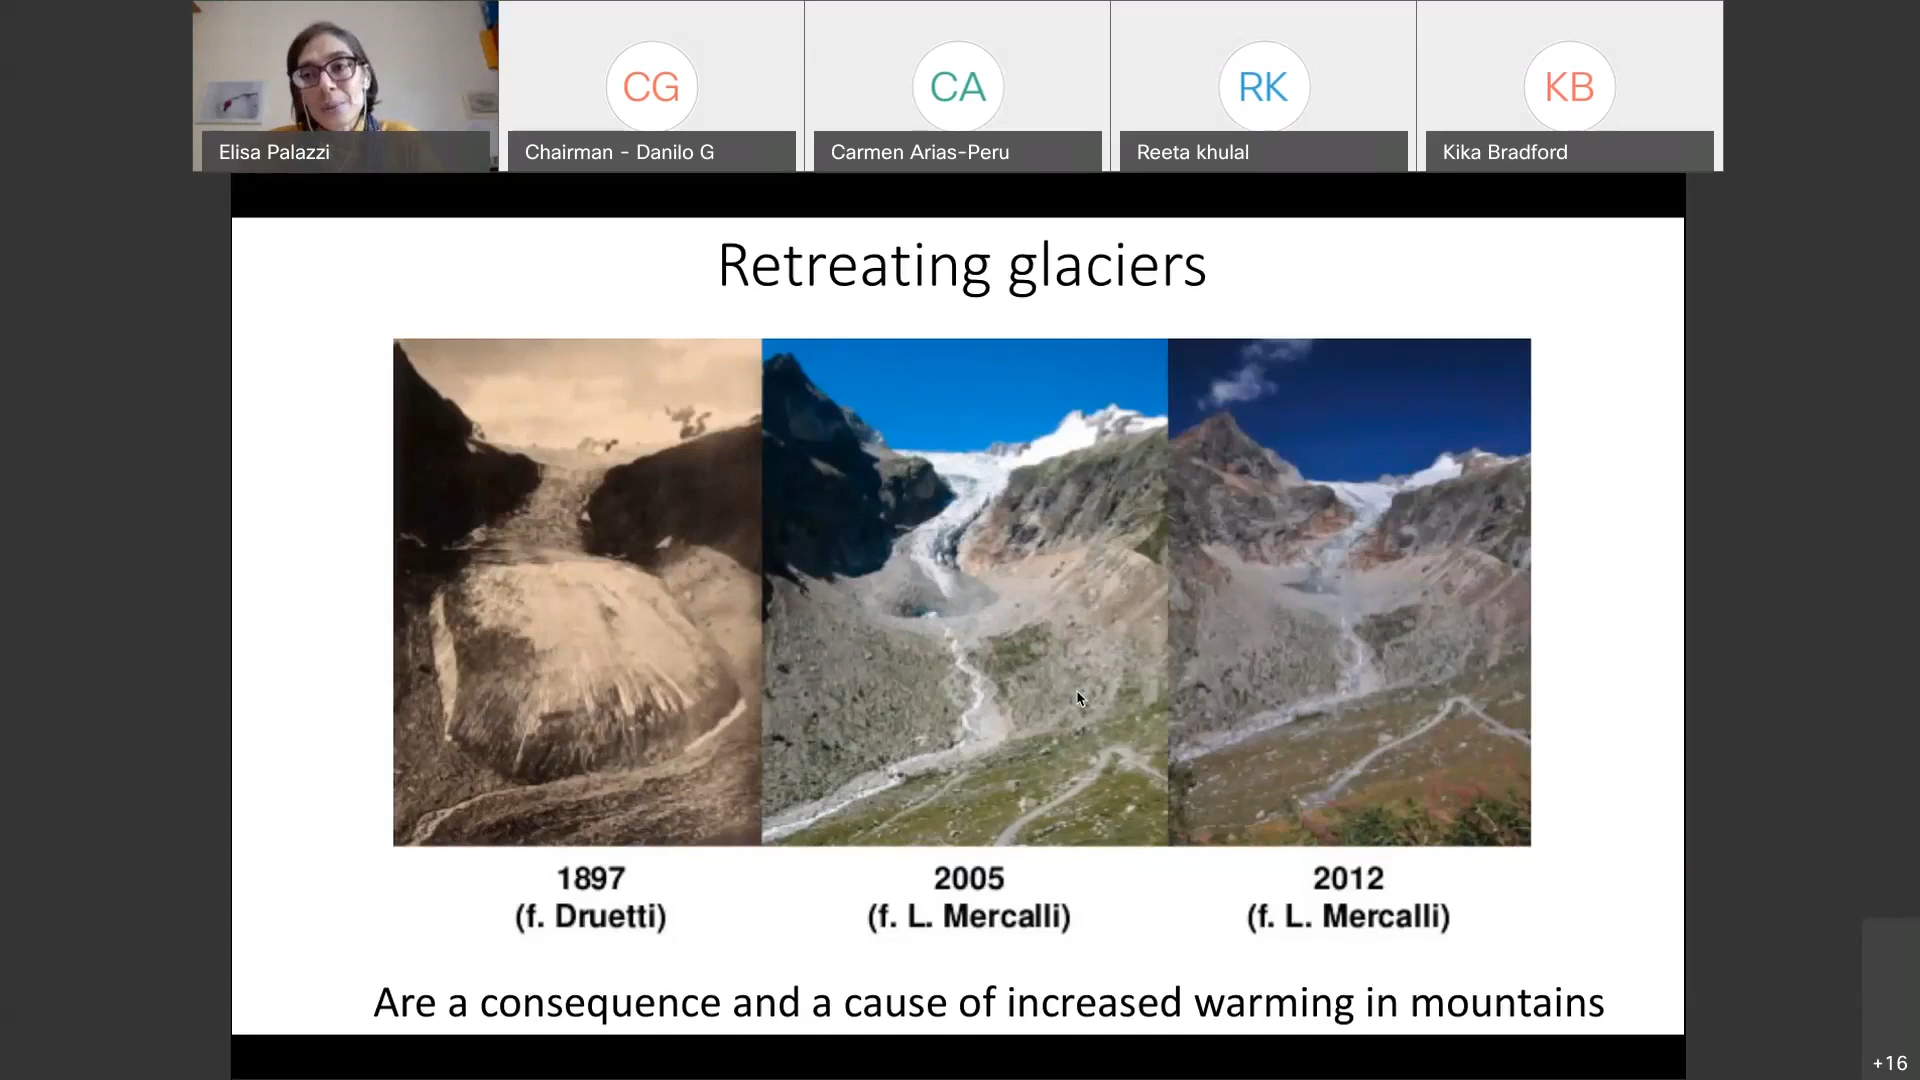 CG
CA
RK
KB
Elisa Palazzi
Chairman - Danilo G
Carmen Arias-Peru
Reeta khulal
Kika Bradford
Retreating glaciers
1897
(f. Druetti)
2005
(f. L. Mercalli)
2012
(f. L. Mercalli)
Are a consequence and a cause of increased warming in mountains
+16